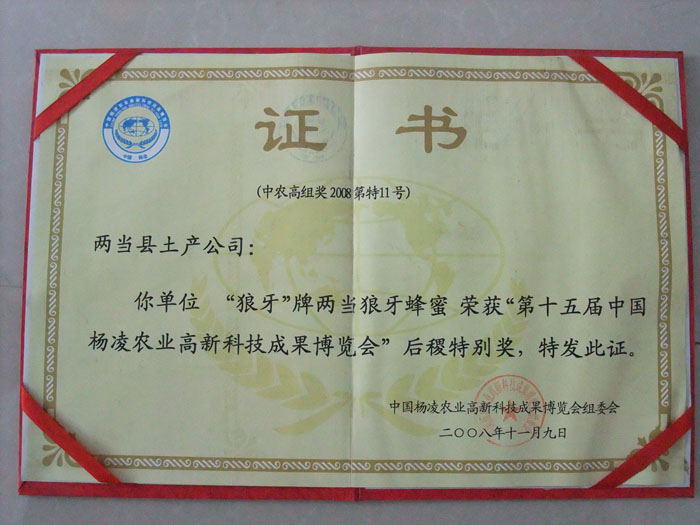 证书
(中农高组奖2008第特11号)
两当县土产公司：
你单位 “狼牙”牌两当狼牙蜂蜜 荣获“第十五届中国
杨凌农业高新科技成果博览会”后稷特别奖，特发此证。
中国杨凌农业高新科技成果博览会组委会
二〇〇八年十一月九日